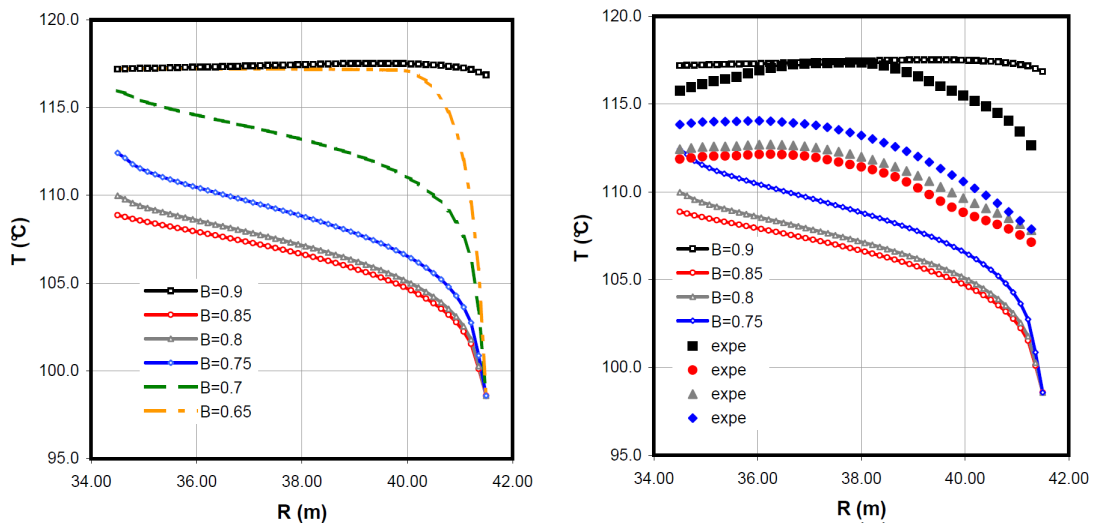 120.0
115.0
110.0
105.0
100.0
95.0
T (℃)
B=0.9
B=0.85
B=0.8
B=0.75
B=0.7
B=0.65
34.00 36.00 38.00 40.00 42.00
R (m)
120.0
115.0
110.0
105.0
100.0
95.0
T (℃)
B=0.9
B=0.85
B=0.8
B=0.75
expe
expe
expe
expe
34.00 36.00 38.00 40.00 42.00
R (m)